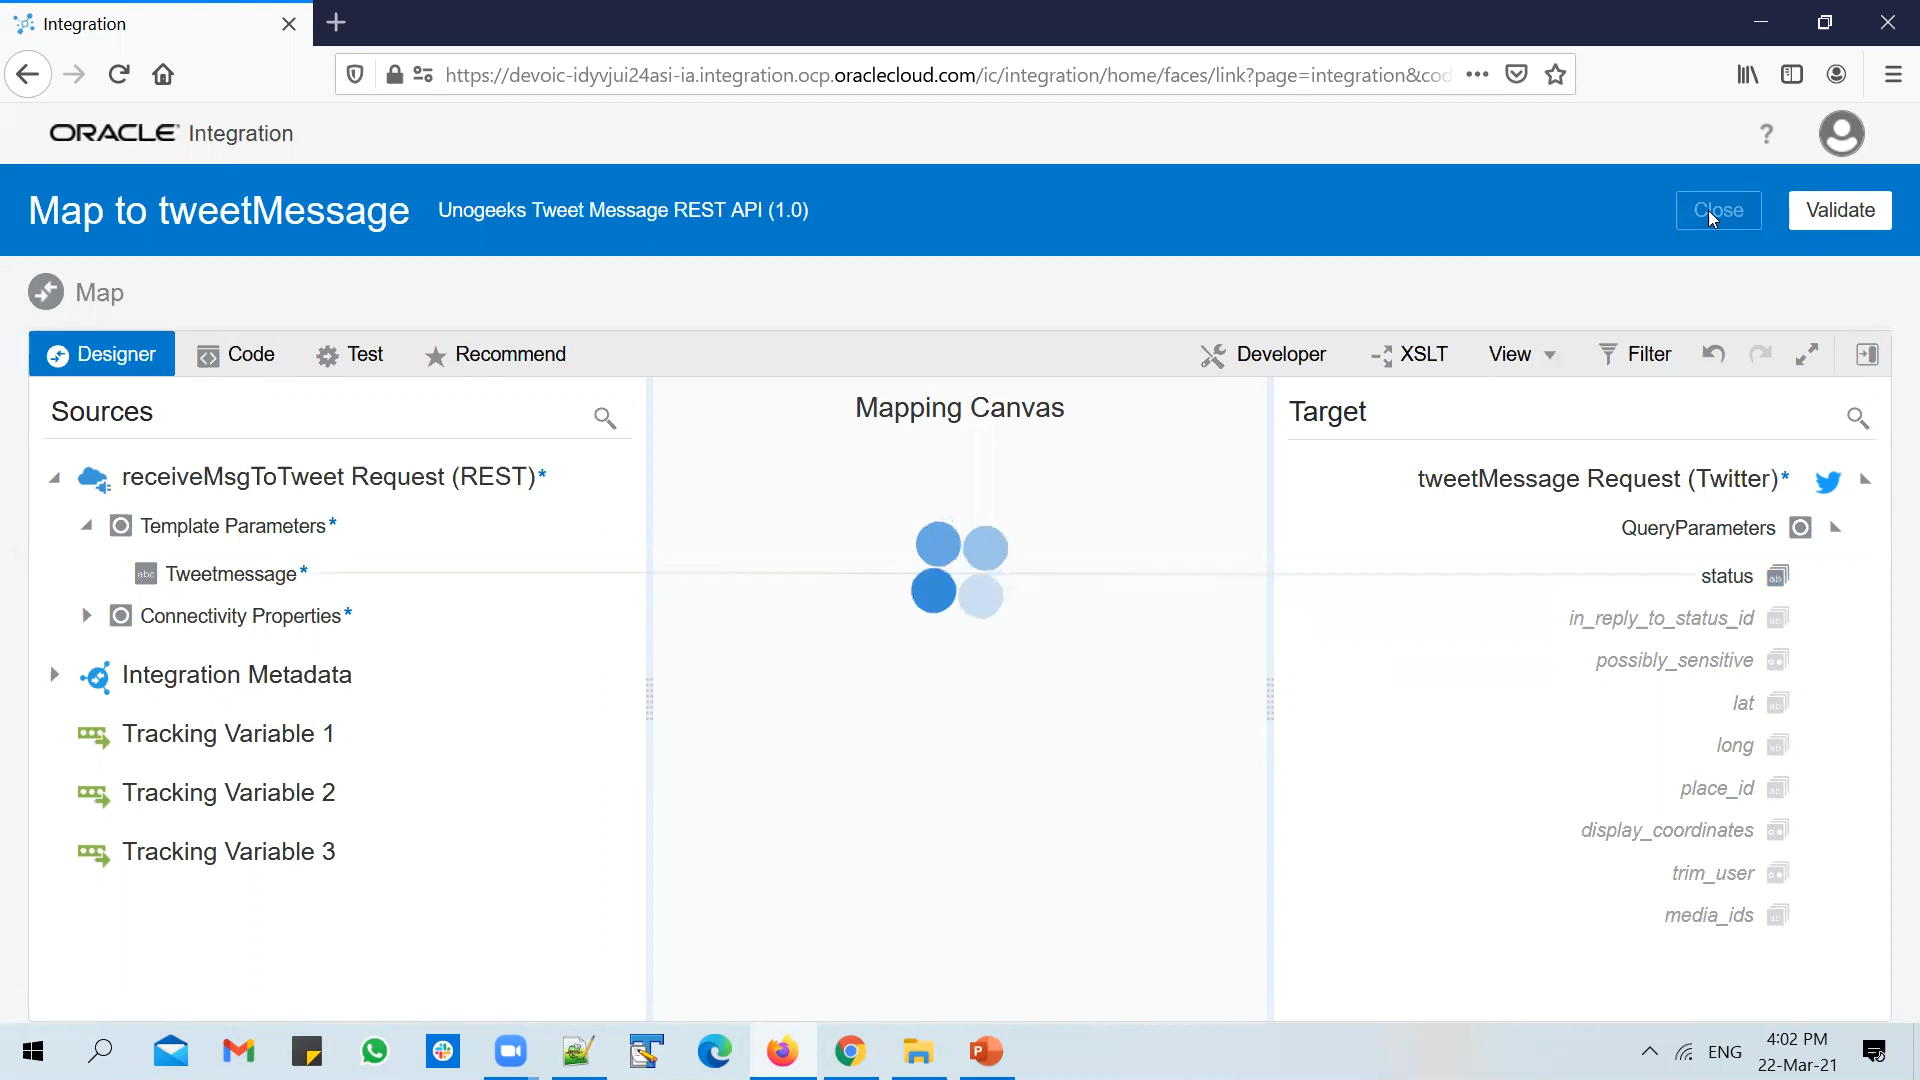 Integration
https://devoic-idyvjui24asi-ia.integration.ocp.oraclecloud.com/ic/integration/home/faces/link?page=integration&coc
ORACLE Integration
?
Map to tweetMessage
Unogeeks Tweet Message REST API (1.0)
Close
Validate
Map
Designer
Code
Test
Recommend
Developer
XSLT
View
Filter
Sources
Mapping Canvas
Target
receiveMsgToTweet Request (REST)*
tweetMessage Request (Twitter)*
Template Parameters*
QueryParameters
abc Tweetmessage*
status
Connectivity Properties*
in_reply_to_status_id
possibly_sensitive
Integration Metadata
lat
Tracking Variable 1
long
Tracking Variable 2
place_id
display_coordinates
Tracking Variable 3
trim_user
media_ids
ENG
4:02 PM
22-Mar-21